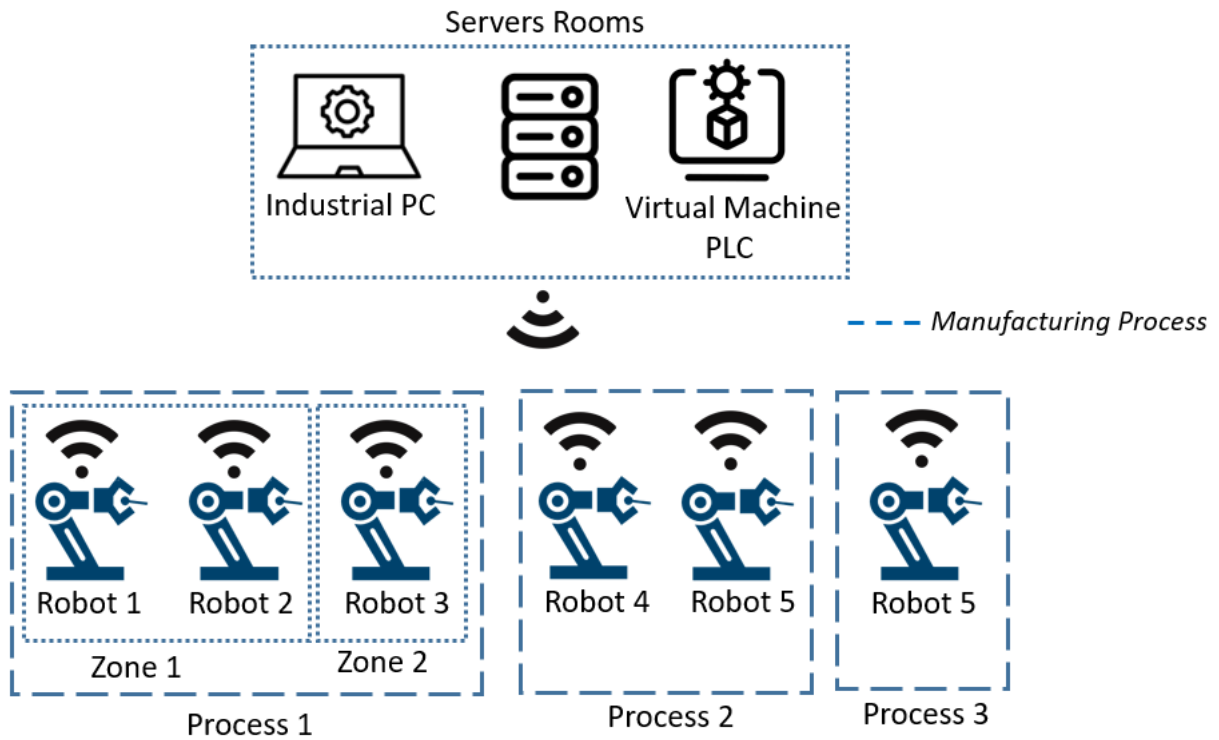 Servers Rooms
Industrial PC
Virtual Machine
PLC
Manufacturing Process
Robot 1
Robot 2
Robot 3
Robot 4
Robot 5
Robot 5
Zone 1
Zone 2
Process 1
Process 2
Process 3